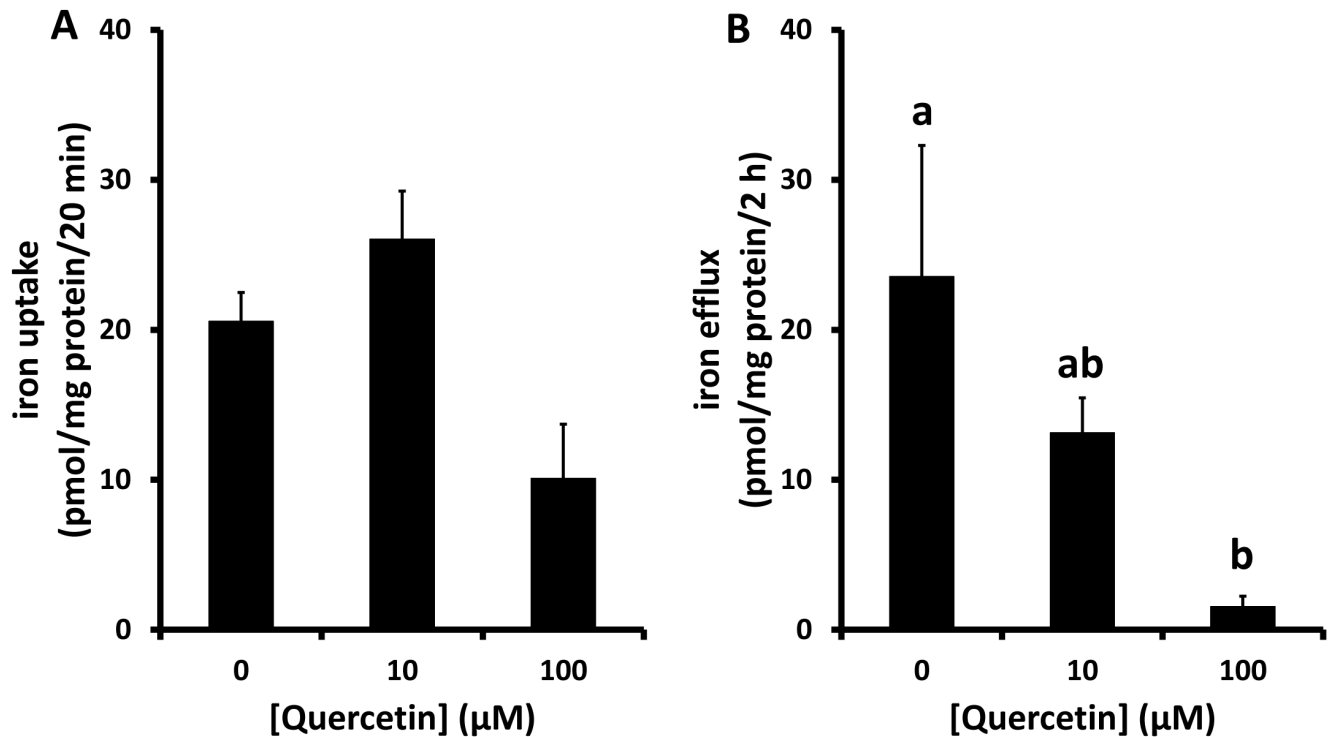 A
40
30
20
10
0
iron uptake
(pmol/mg protein/20 min)
0 10 100
[Quercetin] (µM)
B
40
30
20
10
0
iron efflux
(pmol/mg protein/2 h)
a
ab
b
0 10 100
[Quercetin] (µM)